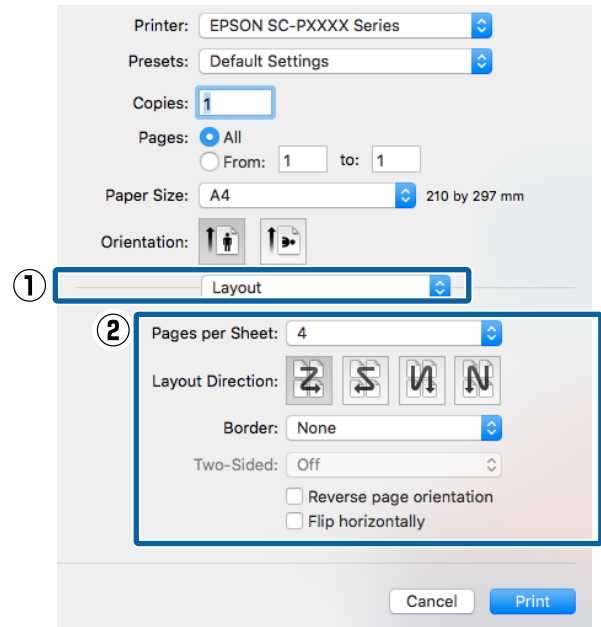 Printer: EPSON SC-PXXXX Series
Presets: Default Settings
Copies: 1
Pages: All
From: 1 to: 1
Paper Size: A4 210 by 297 mm
Orientation:
① Layout
② Pages per Sheet: 4
Layout Direction:
Border: None
Two-Sided: Off
Reverse page orientation
Flip horizontally
Cancel Print